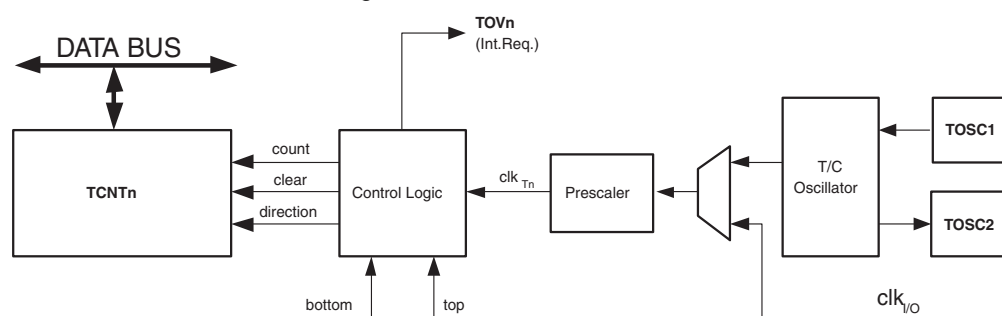 TOVn
(Int.Req.)
DATA BUS
TCNTn
count
clear
direction
Control Logic
clk Tn
Prescaler
T/C
Oscillator
TOSC1
TOSC2
bottom
top
clk I/O